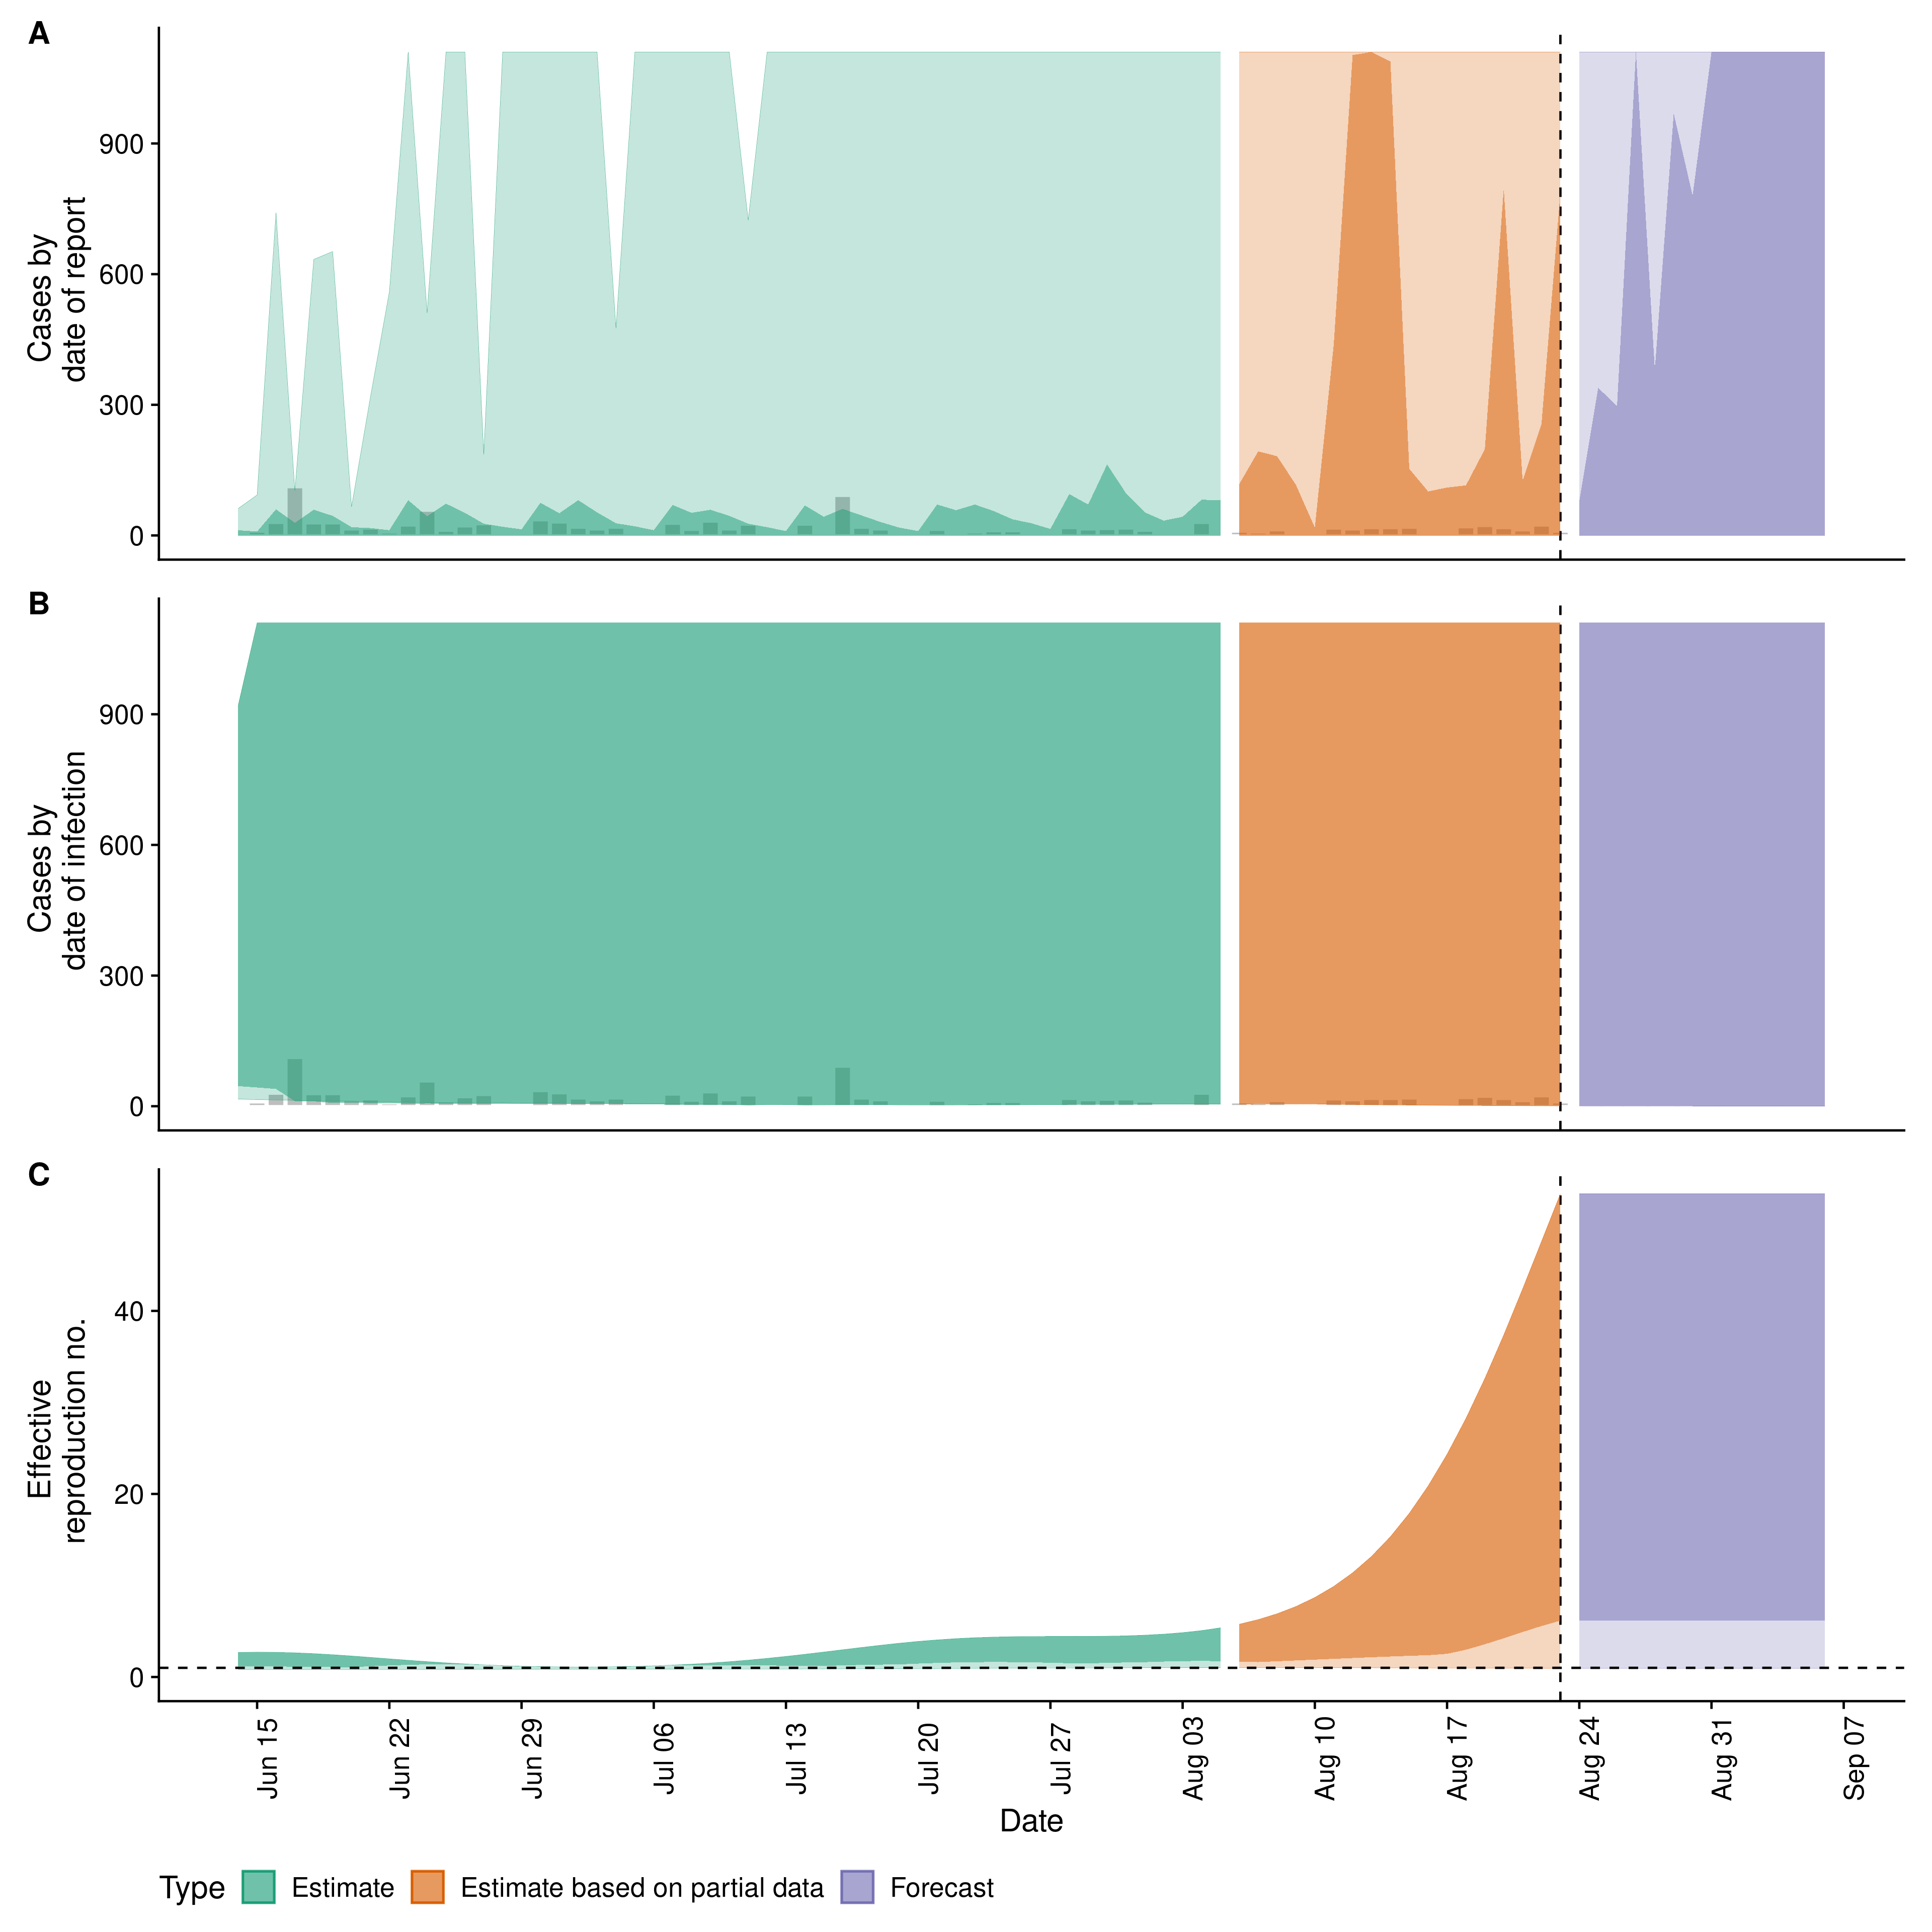 A
Cases by
date of report
900
600
300
0
B
Cases by
date of infection
900
600
300
0
C
Effective
reproduction no.
40
20
0
Jun 15
Jun 22
Jun 29
Jul 06
Jul 13
Jul 20
Jul 27
Aug 03
Aug 10
Aug 17
Aug 24
Aug 31
Sep 07
Date
Type Estimate Estimate based on partial data Forecast